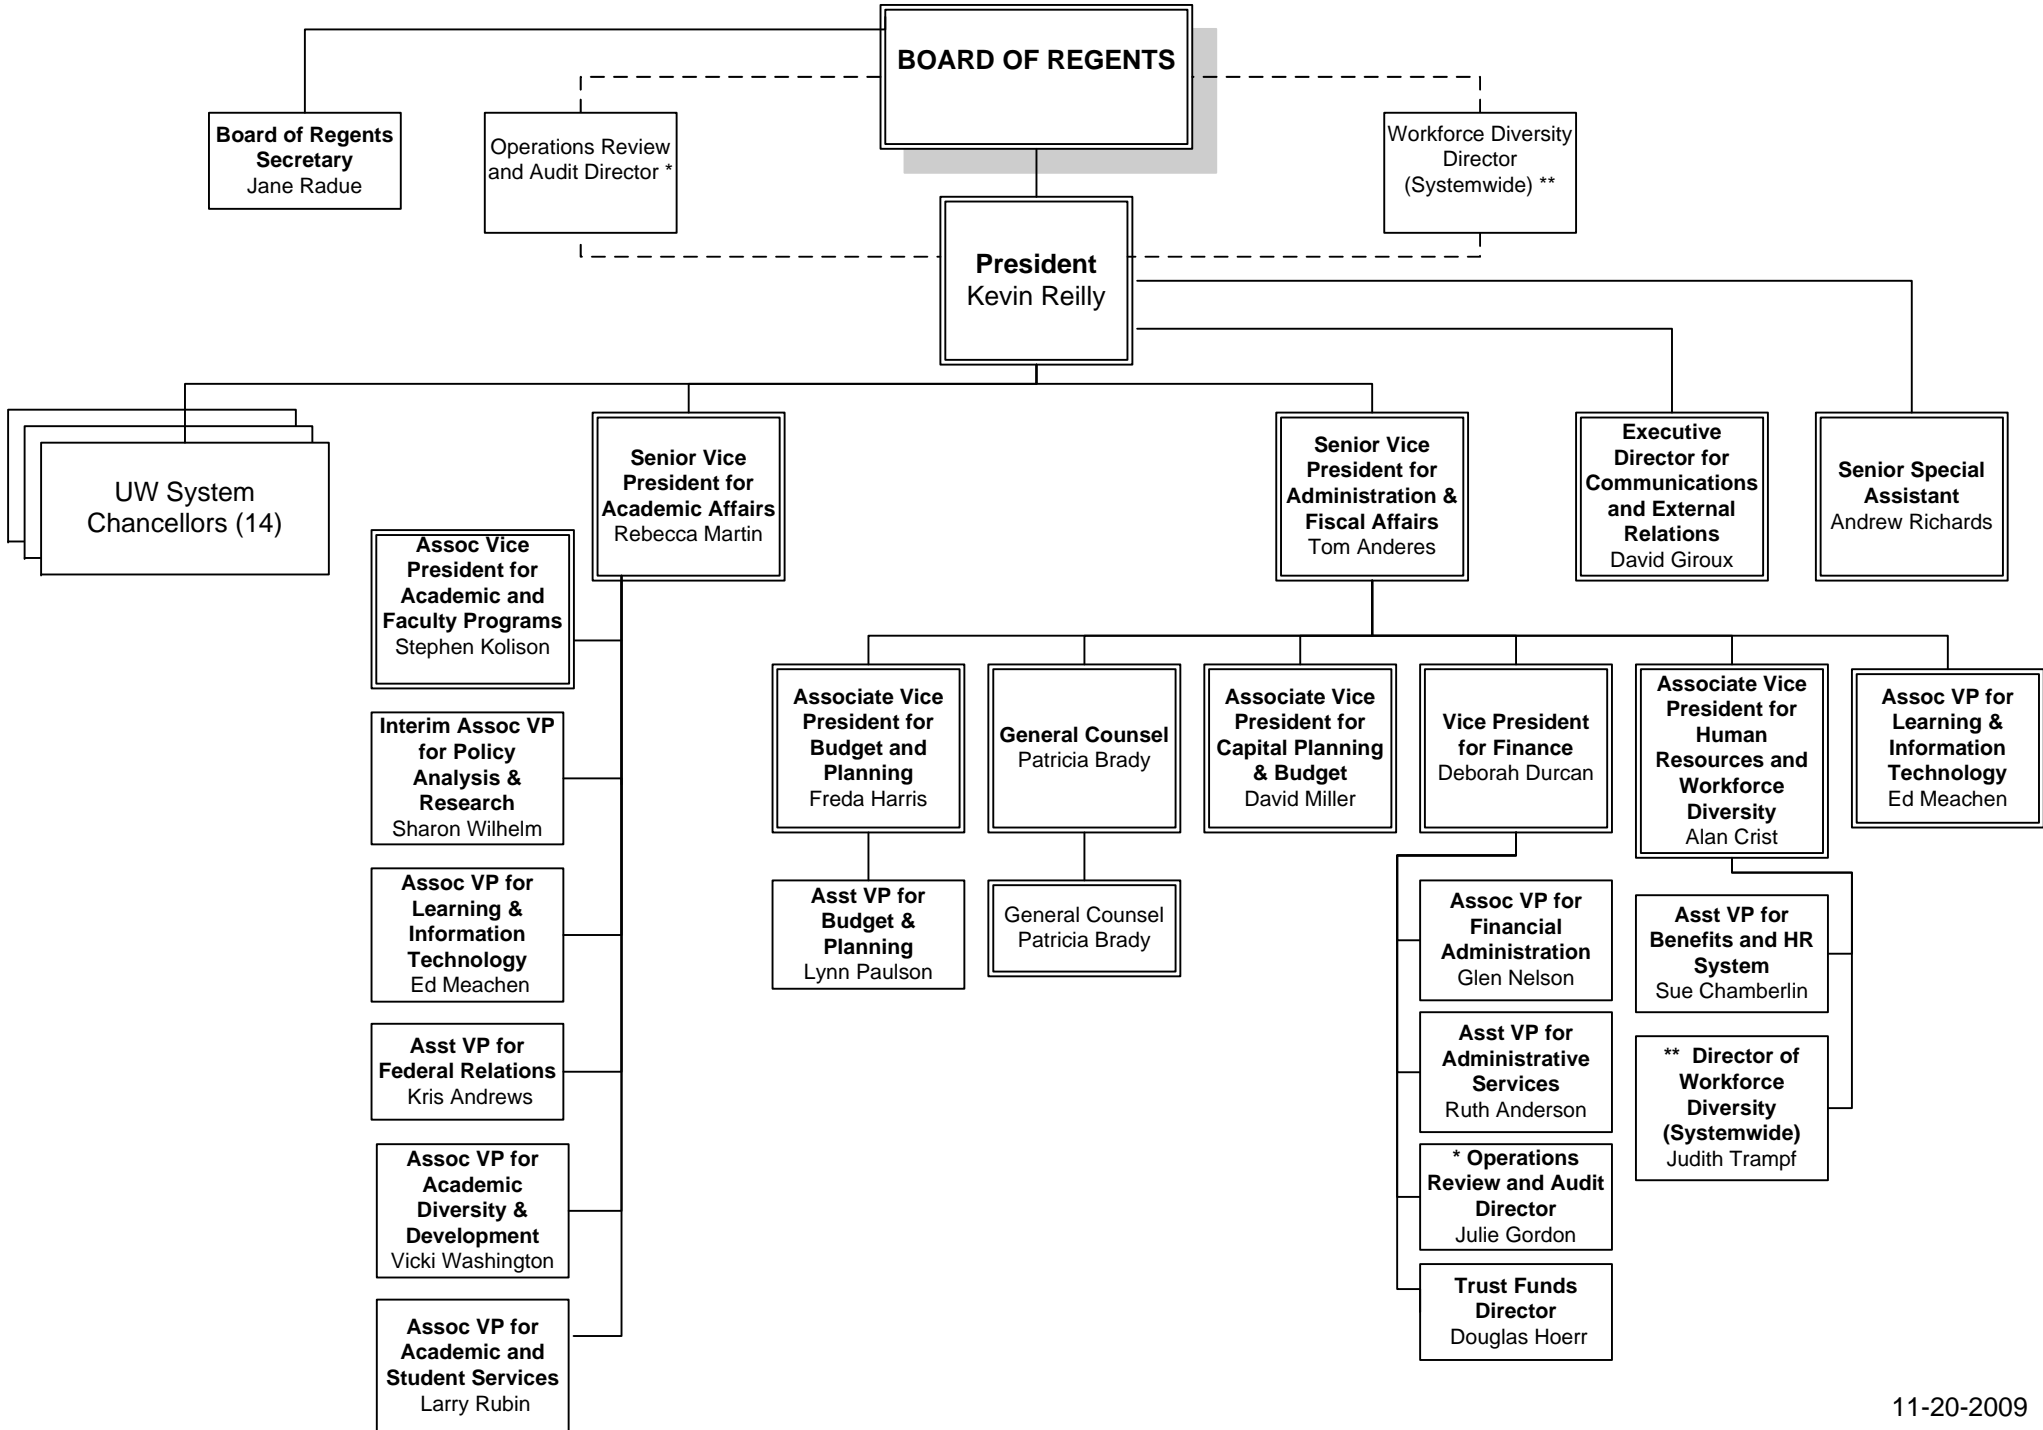 BOARD OF REGENTS
Board of Regents
Secretary
Jane Radue
Operations Review
and Audit Director *
Workforce Diversity
Director
(Systemwide) **
President
Kevin Reilly
UW System
Chancellors (14)
Senior Vice
President for
Academic Affairs
Rebecca Martin
Senior Vice
President for
Administration &
Fiscal Affairs
Tom Anderes
Executive
Director for
Communications
and External
Relations
David Giroux
Senior Special
Assistant
Andrew Richards
Assoc Vice
President for
Academic and
Faculty Programs
Stephen Kolison
Interim Assoc VP
for Policy
Analysis &
Research
Sharon Wilhelm
Assoc VP for
Learning &
Information
Technology
Ed Meachen
Asst VP for
Federal Relations
Kris Andrews
Assoc VP for
Academic
Diversity &
Development
Vicki Washington
Assoc VP for
Academic and
Student Services
Larry Rubin
Associate Vice
President for
Budget and
Planning
Freda Harris
General Counsel
Patricia Brady
Associate Vice
President for
Capital Planning
& Budget
David Miller
Vice President
for Finance
Deborah Durcan
Associate Vice
President for
Human
Resources and
Workforce
Diversity
Alan Crist
Assoc VP for
Learning &
Information
Technology
Ed Meachen
Asst VP for
Budget &
Planning
Lynn Paulson
General Counsel
Patricia Brady
Assoc VP for
Financial
Administration
Glen Nelson
Asst VP for
Administrative
Services
Ruth Anderson
* Operations
Review and Audit
Director
Julie Gordon
Trust Funds
Director
Douglas Hoerr
Asst VP for
Benefits and HR
System
Sue Chamberlin
** Director of
Workforce
Diversity
(Systemwide)
Judith Trampf
11-20-2009